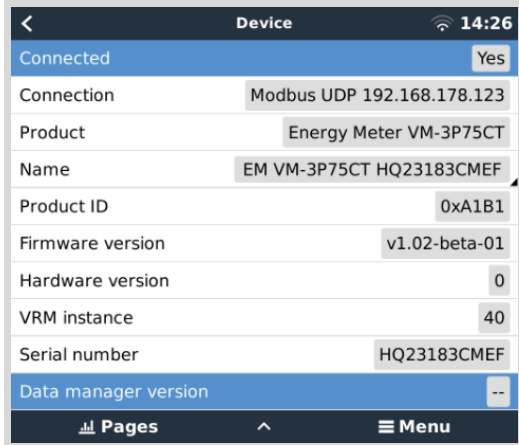 Device 14:26
Connected Yes
Connection Modbus UDP 192.168.178.123
Product Energy Meter VM-3P75CT
Name EM VM-3P75CT HQ23183CMEF
Product ID 0xA1B1
Firmware version v1.02-beta-01
Hardware version 0
VRM instance 40
Serial number HQ23183CMEF
Data manager version --
Pages Menu